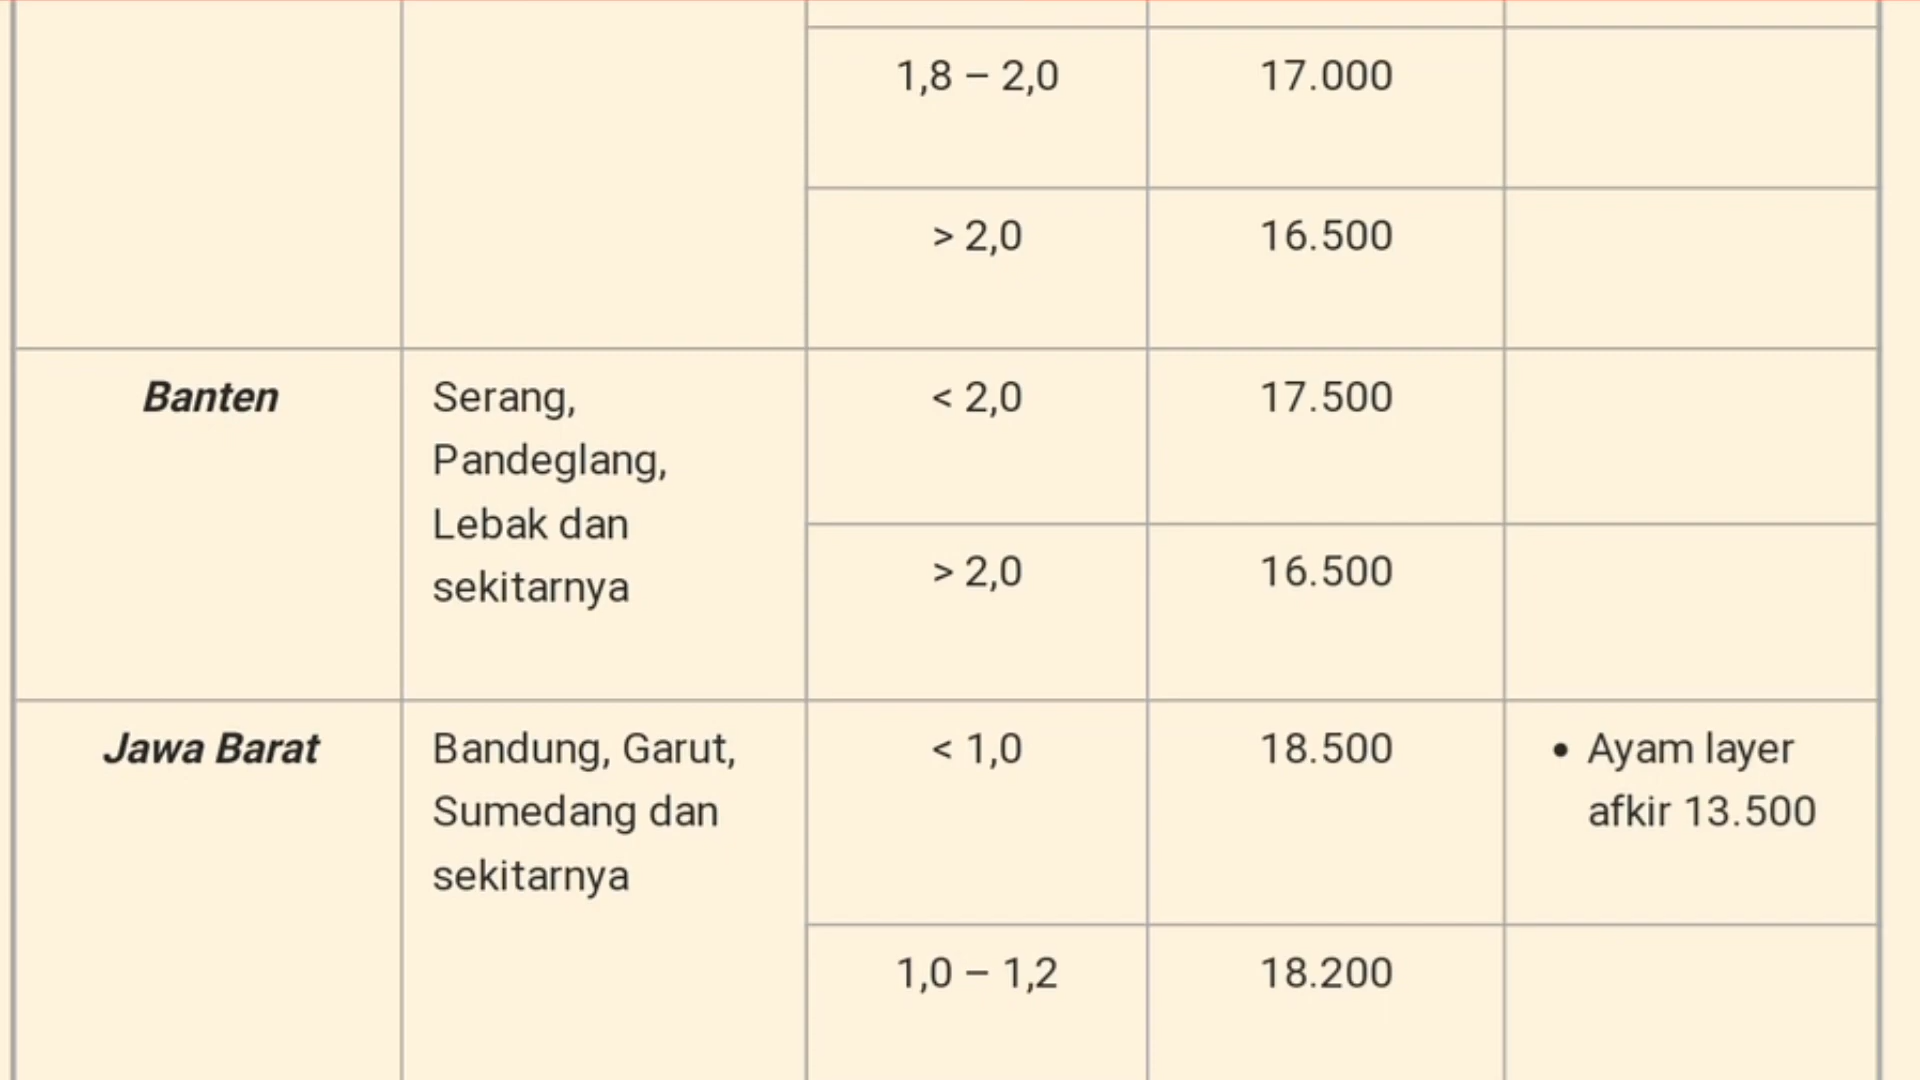 1,8 – 2,0 17.000
> 2,0 16.500
Banten Serang, < 2,0 17.500
Pandeglang,
Lebak dan
> 2,0 16.500
sekitarnya
Jawa Barat Bandung, Garut, < 1,0 18.500 • Ayam layer
Sumedang dan afkir 13.500
sekitarnya
1,0 – 1,2 18.200